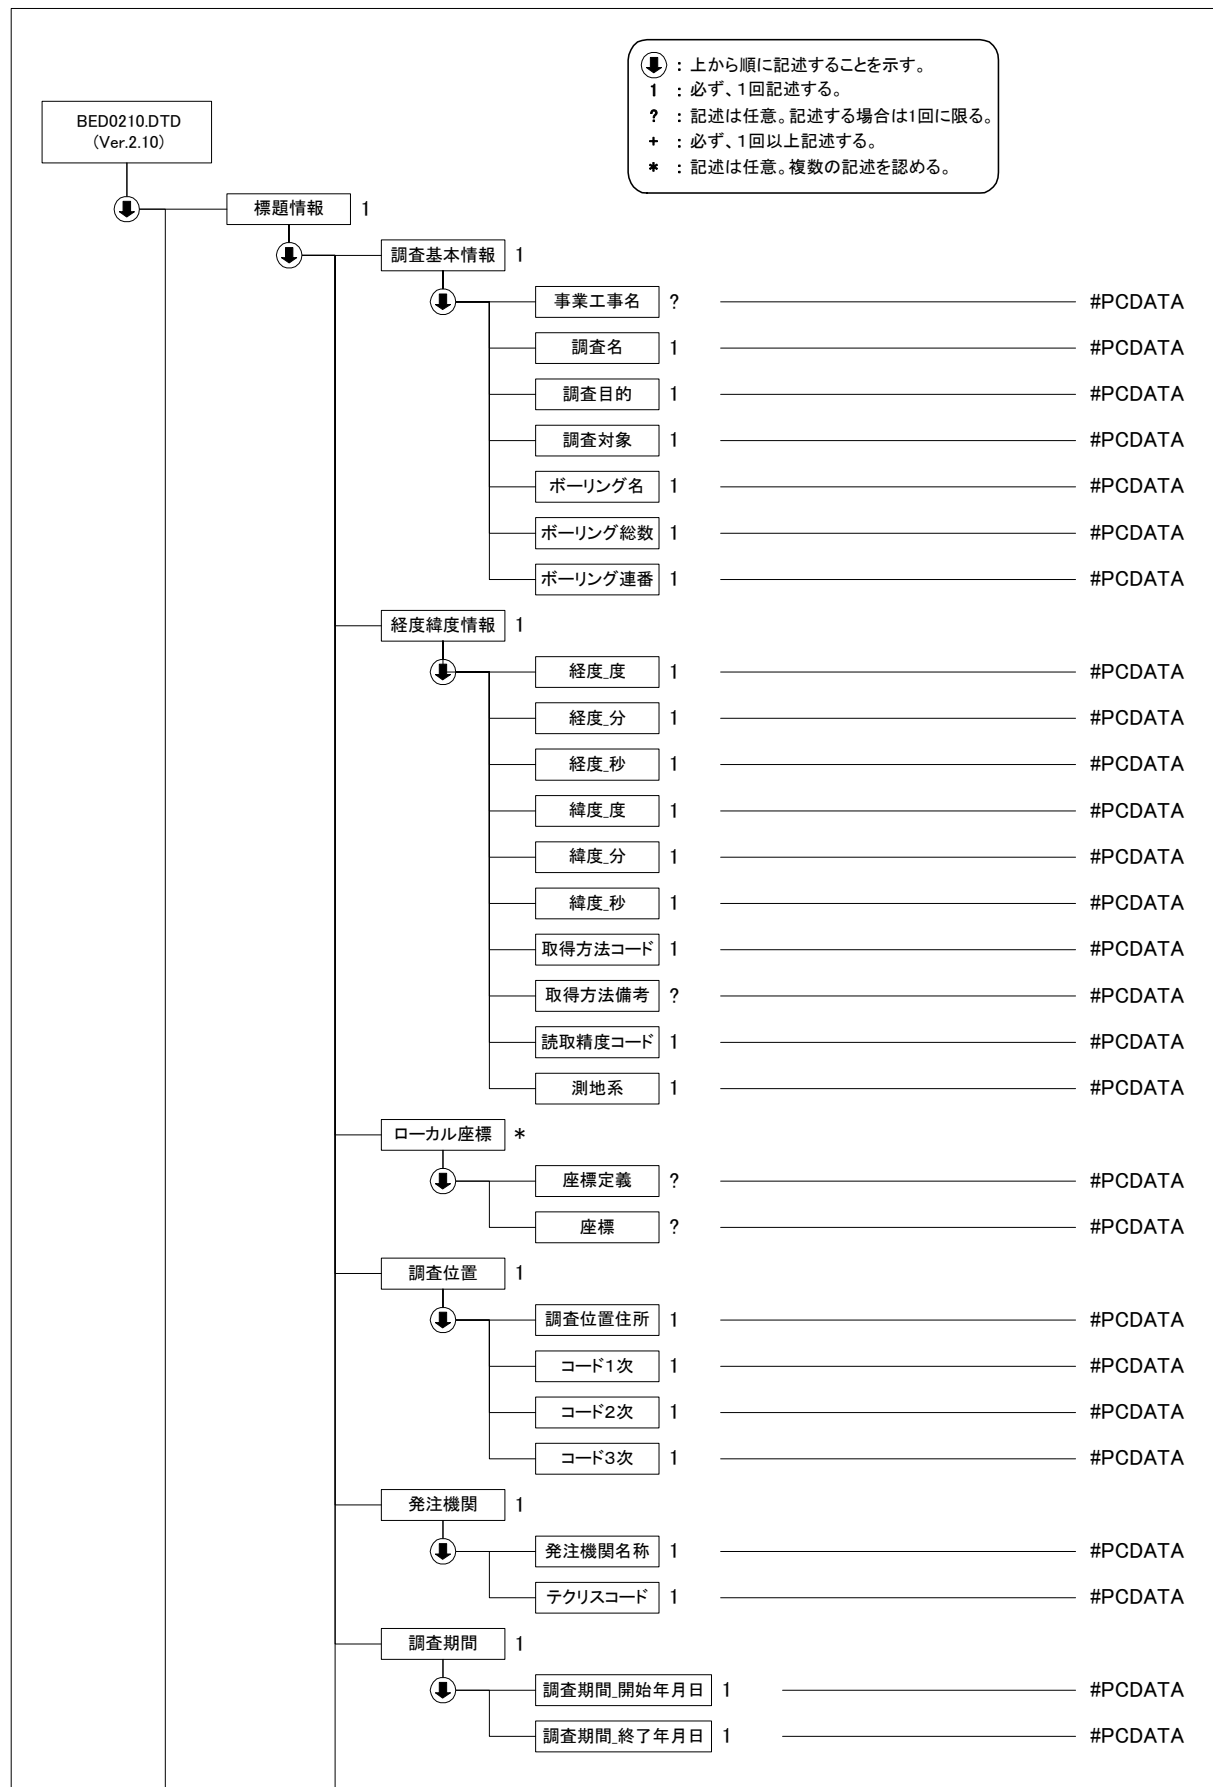 : 上から順に記述することを示す。
1 : 必ず、1回記述する。
? : 記述は任意。記述する場合は1回に限る。
+ : 必ず、1回以上記述する。
* : 記述は任意。複数の記述を認める。
BED0210.DTD
(Ver.2.10)
標題情報 1
調査基本情報 1
事業工事名 ? #PCDATA
調査名 1 #PCDATA
調査目的 1 #PCDATA
調査対象 1 #PCDATA
ボーリング名 1 #PCDATA
ボーリング総数 1 #PCDATA
ボーリング連番 1 #PCDATA
経度緯度情報 1
経度_度 1 #PCDATA
経度_分 1 #PCDATA
経度_秒 1 #PCDATA
緯度_度 1 #PCDATA
緯度_分 1 #PCDATA
緯度_秒 1 #PCDATA
取得方法コード 1 #PCDATA
取得方法備考 ? #PCDATA
読取精度コード 1 #PCDATA
測地系 1 #PCDATA
ローカル座標 *
座標定義 ? #PCDATA
座標 ? #PCDATA
調査位置 1
調査位置住所 1 #PCDATA
コード1次 1 #PCDATA
コード2次 1 #PCDATA
コード3次 1 #PCDATA
発注機関 1
発注機関名称 1 #PCDATA
テクリスコード 1 #PCDATA
調査期間 1
調査期間_開始年月日 1 #PCDATA
調査期間_終了年月日 1 #PCDATA